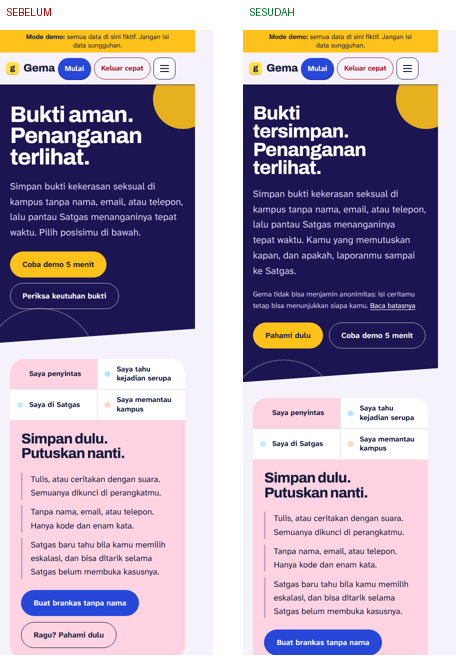 SEBELUM
Mode demo: semua data di sini fiktif. Jangan isi
data sungguhan.
g Gema Mulai Keluar cepat
Bukti aman.
Penanganan
terlihat.
Simpan bukti kekerasan seksual di
kampus tanpa nama, email, atau telepon,
lalu pantau Satgas menanganinya tepat
waktu. Pilih posisimu di bawah.
Coba demo 5 menit
Periksa keutuhan bukti
Saya penyintas
Saya tahu
kejadian serupa
Saya di Satgas
Saya memantau
kampus
Simpan dulu.
Putuskan nanti.
Tulis, atau ceritakan dengan suara.
Semuanya dikunci di perangkatmu.
Tanpa nama, email, atau telepon.
Hanya kode dan enam kata.
Satgas baru tahu bila kamu memilih
eskalasi, dan bisa ditarik selama
Satgas belum membuka kasusnya.
Buat brankas tanpa nama
Ragu? Pahami dulu
SESUDAH
Mode demo: semua data di sini fiktif. Jangan isi
data sungguhan.
g Gema Mulai Keluar cepat
Bukti
tersimpan.
Penanganan
terlihat.
Simpan bukti kekerasan seksual di
kampus tanpa nama, email, atau telepon,
lalu pantau Satgas menanganinya
tepat waktu. Kamu yang memutuskan
kapan, dan apakah, laporanmu sampai
ke Satgas.
Gema tidak bisa menjamin anonimitas: isi ceritamu
tetap bisa menunjukkan siapa kamu. Baca batasnya
Pahami dulu
Coba demo 5 menit
Saya penyintas
Saya tahu
kejadian serupa
Saya di Satgas
Saya memantau
kampus
Simpan dulu.
Putuskan nanti.
Tulis, atau ceritakan dengan suara.
Semuanya dikunci di perangkatmu.
Tanpa nama, email, atau telepon.
Hanya kode dan enam kata.
Satgas baru tahu bila kamu memilih
eskalasi, dan bisa ditarik selama
Satgas belum membuka kasusnya.
Buat brankas tanpa nama